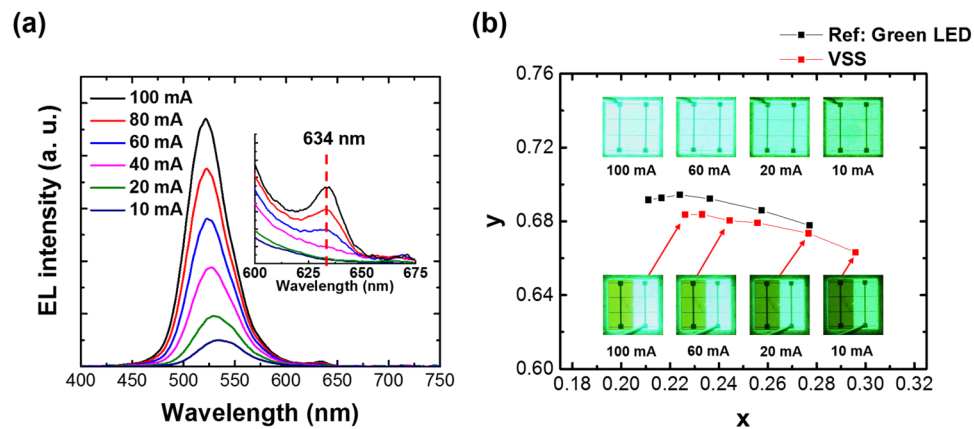 (a)
EL intensity (a. u.)
100 mA
80 mA
60 mA
40 mA
20 mA
10 mA
634 nm
600 625 650 675
Wavelength (nm)
400 450 500 550 600 650 700 750
Wavelength (nm)
(b)
Ref: Green LED
VSS
y
0.76
0.72
0.68
0.64
0.60
100 mA 60 mA 20 mA 10 mA
100 mA 60 mA 20 mA 10 mA
0.18 0.20 0.22 0.24 0.26 0.28 0.30 0.32
x